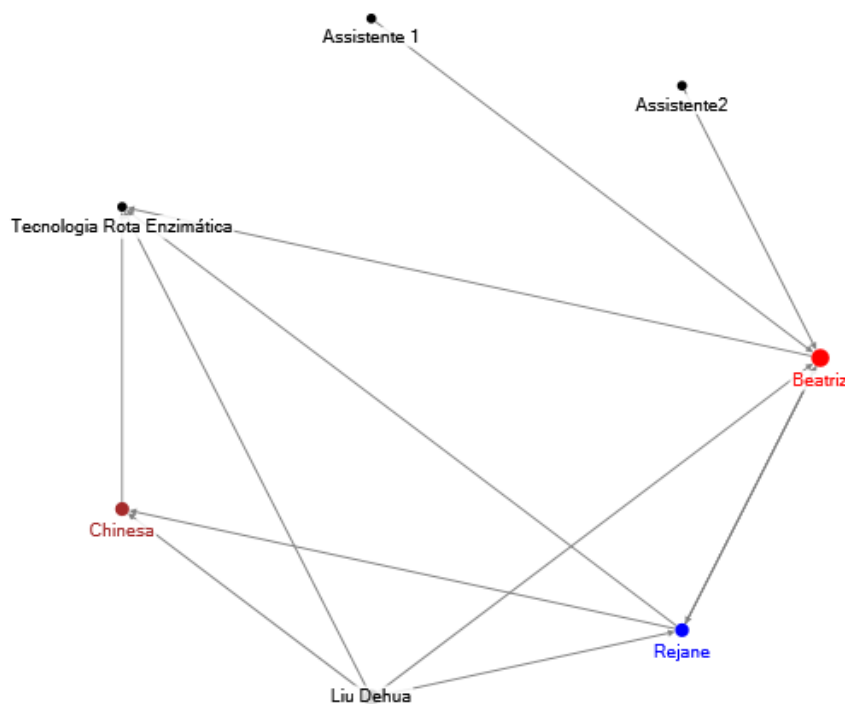 Assistente 1
Assistente2
Tecnologia Rota Enzimática
Beatriz
Chinesa
Rejane
Liu Dehua